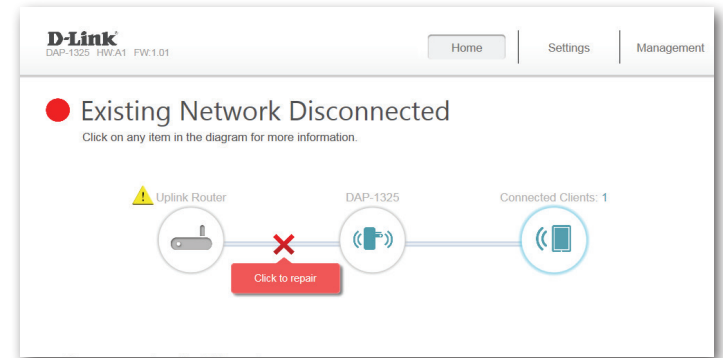 D-Link
DAP-1325 HW:A1 FW:1.01
Home
Settings
Management
Existing Network Disconnected
Click on any item in the diagram for more information.
! Uplink Router
DAP-1325
Connected Clients: 1
Click to repair